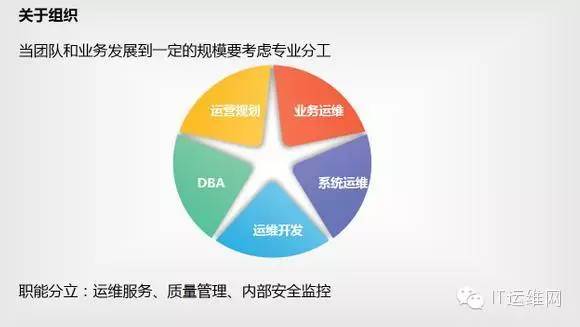 关于组织
当团队和业务发展到一定的规模要考虑专业分工
运营规划
业务运维
DBA
系统运维
运维开发
职能分立：运维服务、质量管理、内部安全监控
IT运维网